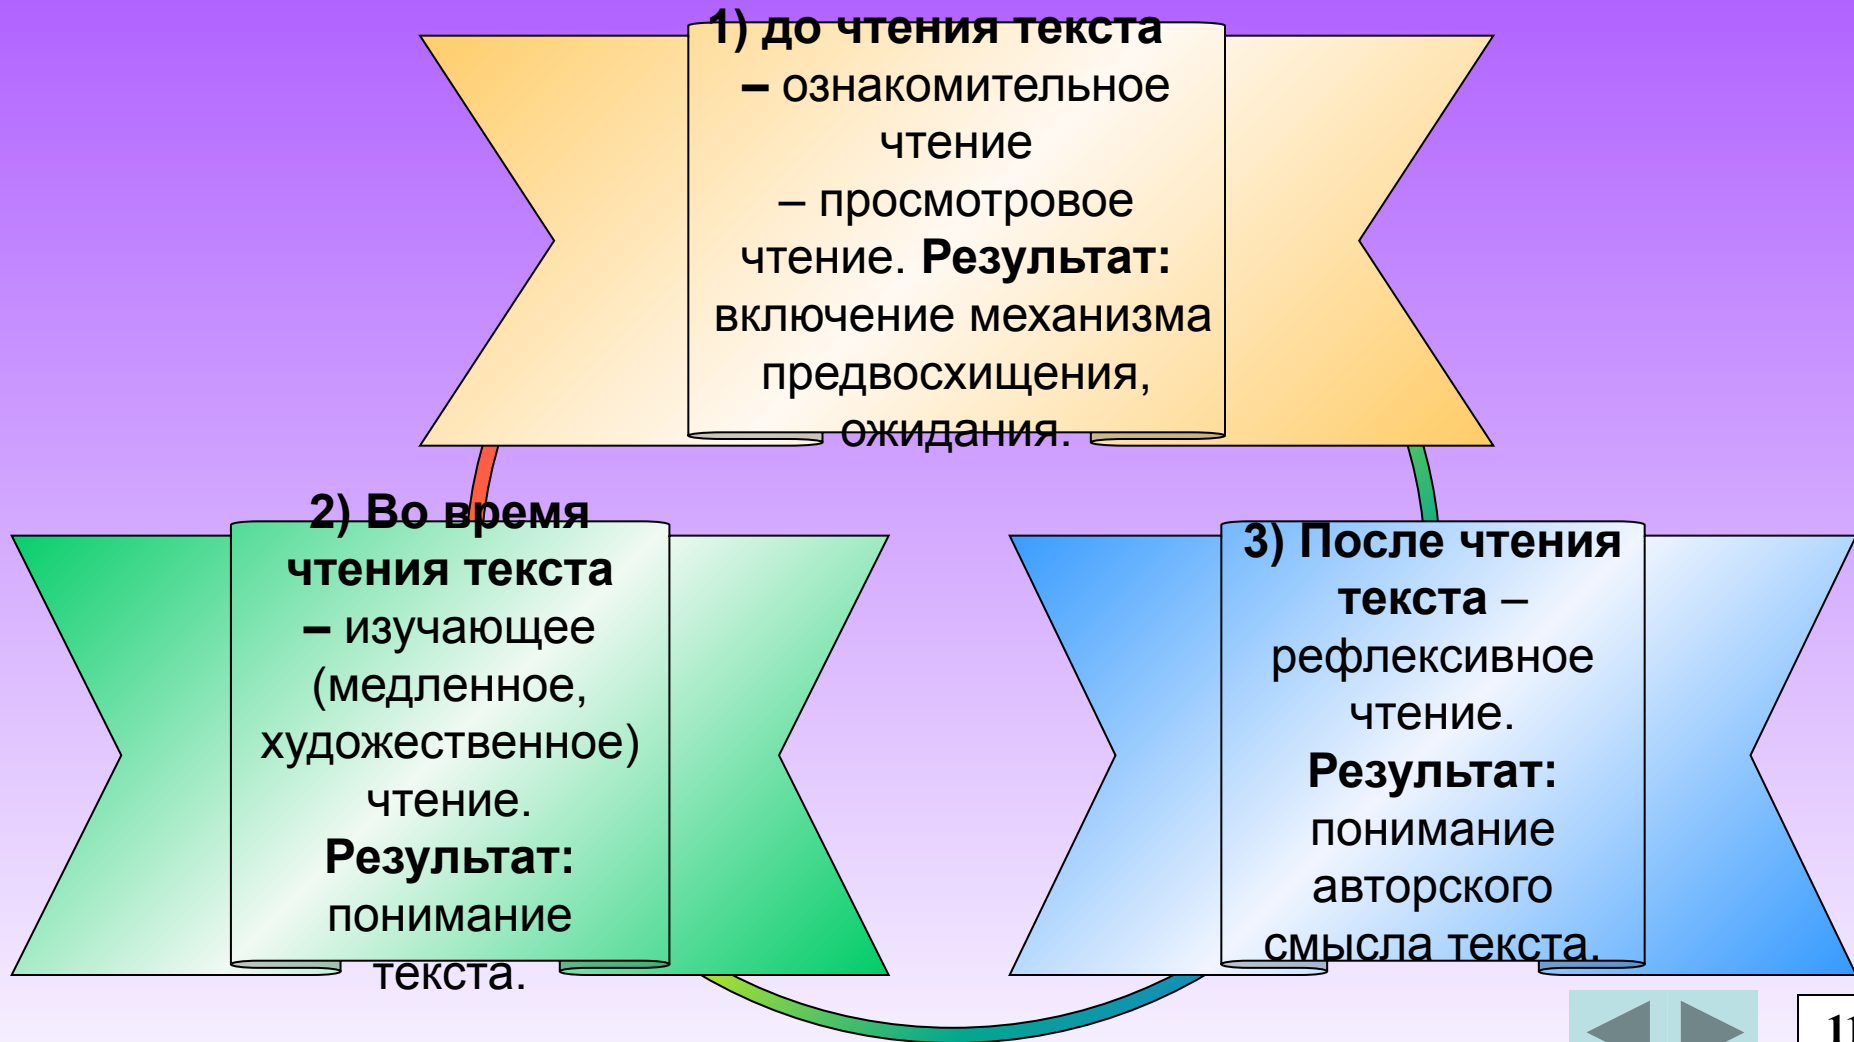 1) до чтения текста
– ознакомительное
чтение
– просмотровое
чтение. Результат:
включение механизма
предвосхищения,
ожидания.
2) Во время
чтения текста
– изучающее
(медленное,
художественное)
чтение.
Результат:
понимание
текста.
3) После чтения
текста –
рефлексивное
чтение.
Результат:
понимание
авторского
смысла текста.
11